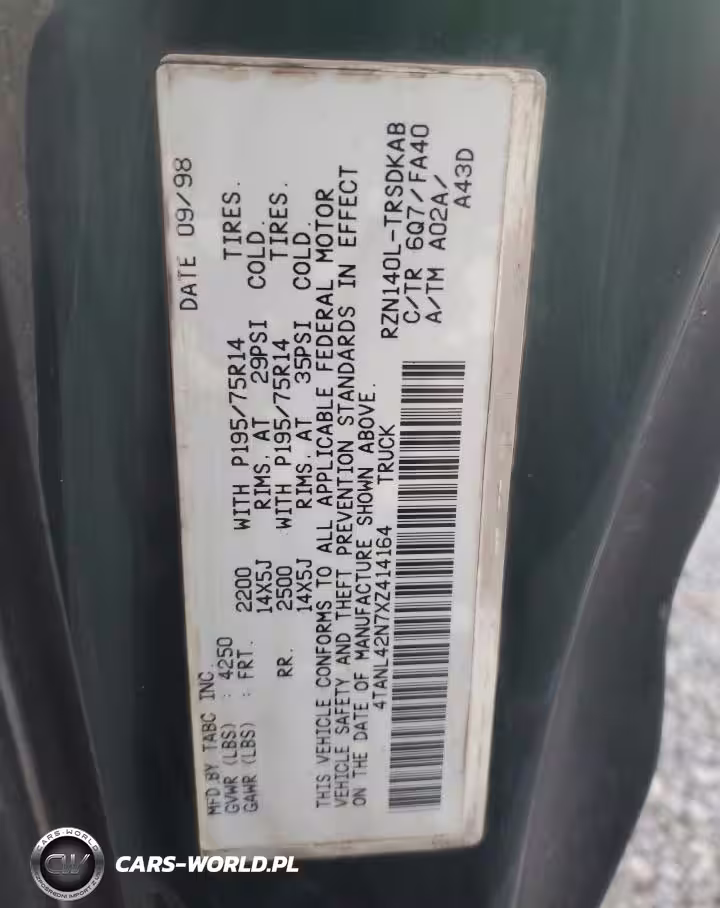 MFD.BY TABC INC. DATE 09/98
GVWR (LBS) : 4250
GAWR (LBS) : FRT. 2200 WITH P195/75R14 TIRES.
14X5J RIMS, AT 29PSI COLD.
RR. 2500 WITH P195/75R14 TIRES.
14X5J RIMS, AT 35PSI COLD.
THIS VEHICLE CONFORMS TO ALL APPLICABLE FEDERAL MOTOR
VEHICLE SAFETY AND THEFT PREVENTION STANDARDS IN EFFECT
ON THE DATE OF MANUFACTURE SHOWN ABOVE.
4TANL42N7XZ414164 TRUCK
RZN140L-TRSDKAB
C/TR 6Q7/FA40
A/TM A02A/
A43D
CARS-WORLD
CW
CARS-WORLD.PL